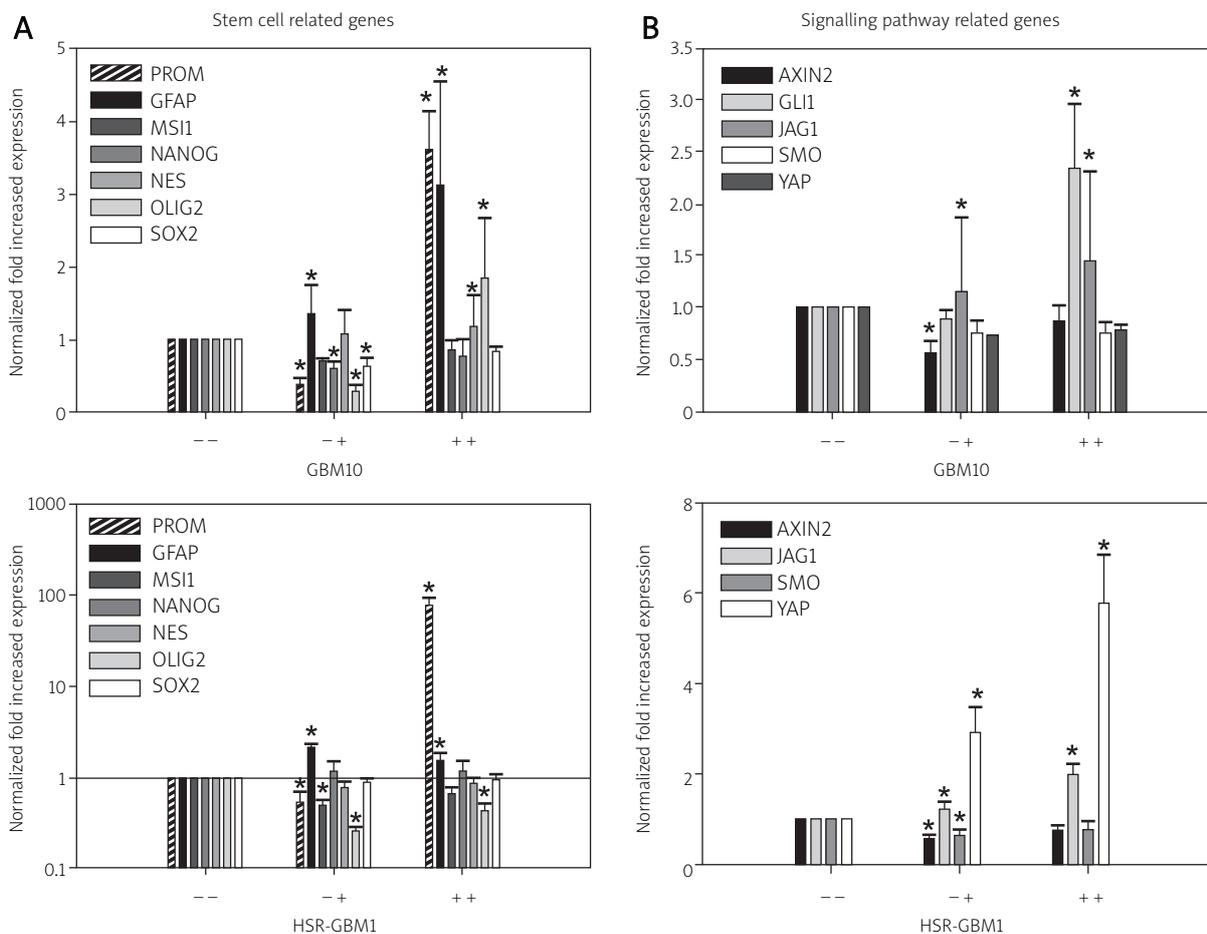 A
Stem cell related genes
Normalized fold increased expression
5
4
3
2
1
0
PROM
GFAP
MSI1
NANOG
NES
OLIG2
SOX2
* * * * * *
* * * *
– –
– +
+ +
GBM10
B
Signalling pathway related genes
Normalized fold increased expression
3.5
3.0
2.5
2.0
1.5
1.0
0.5
0
AXIN2
GLI1
JAG1
SMO
YAP
* *
* *
– –
– +
+ +
GBM10
Normalized fold increased expression
1000
100
10
1
0.1
PROM
GFAP
MSI1
NANOG
NES
OLIG2
SOX2
* * * *
* * *
– –
– +
+ +
HSR-GBM1
Normalized fold increased expression
8
6
4
2
0
AXIN2
JAG1
SMO
YAP
* * * *
* *
– –
– +
+ +
HSR-GBM1